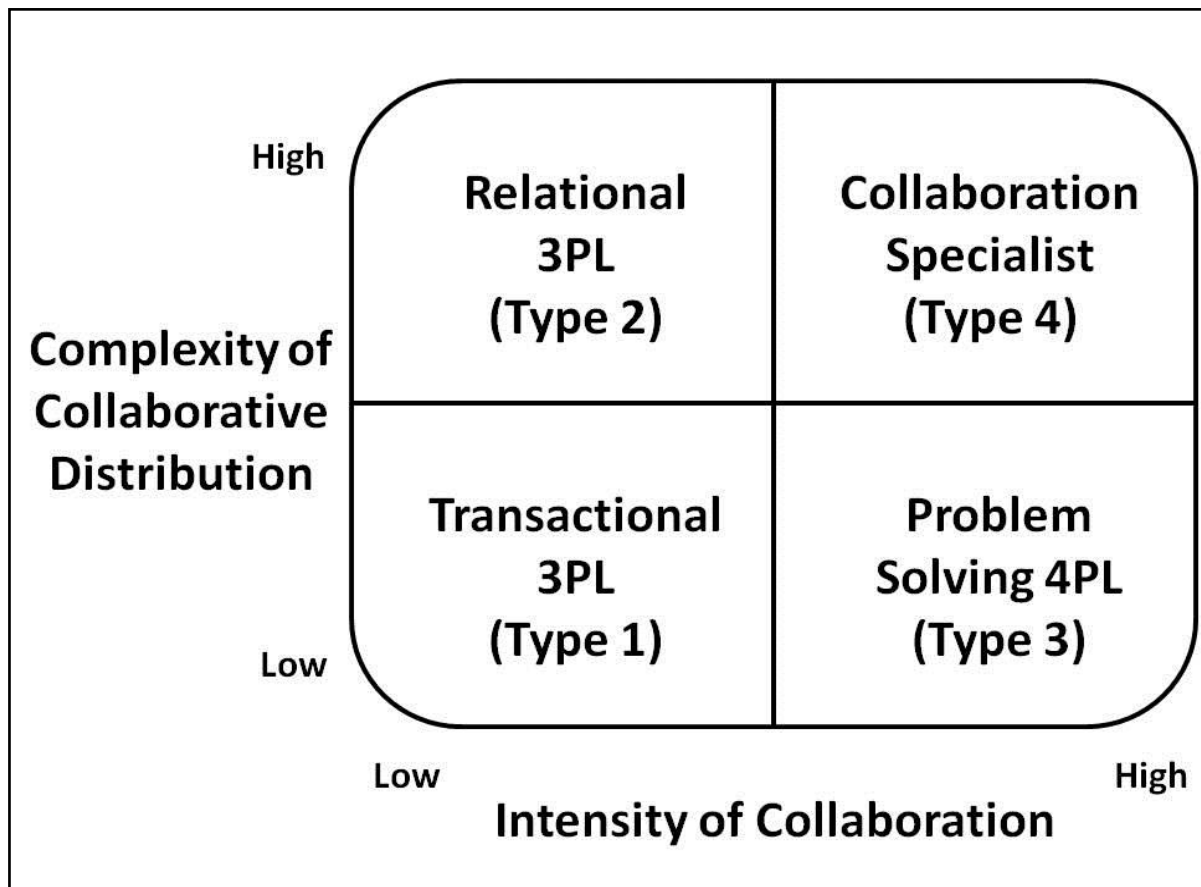 High
Relational
3PL
(Type 2)
Collaboration
Specialist
(Type 4)
Complexity of
Collaborative
Distribution
Transactional
3PL
(Type 1)
Problem
Solving 4PL
(Type 3)
Low
Low
High
Intensity of Collaboration